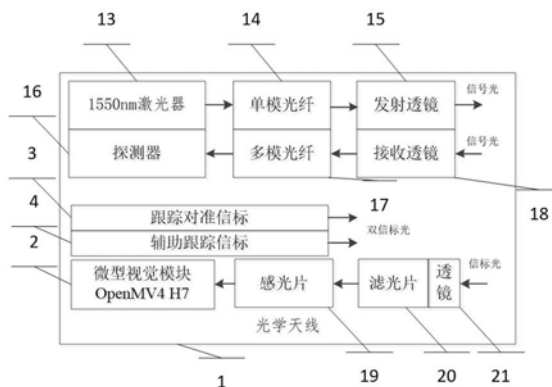 13
14
15
16
1550nm激光器
单模光纤
发射透镜
信号光
探测器
多模光纤
接收透镜
信号光
3
17
18
跟踪对准信标
4
双信标光
辅助跟踪信标
2
微型视觉模块
OpenMV4 H7
感光片
滤光片
透镜
信标光
光学天线
1
19
20
21